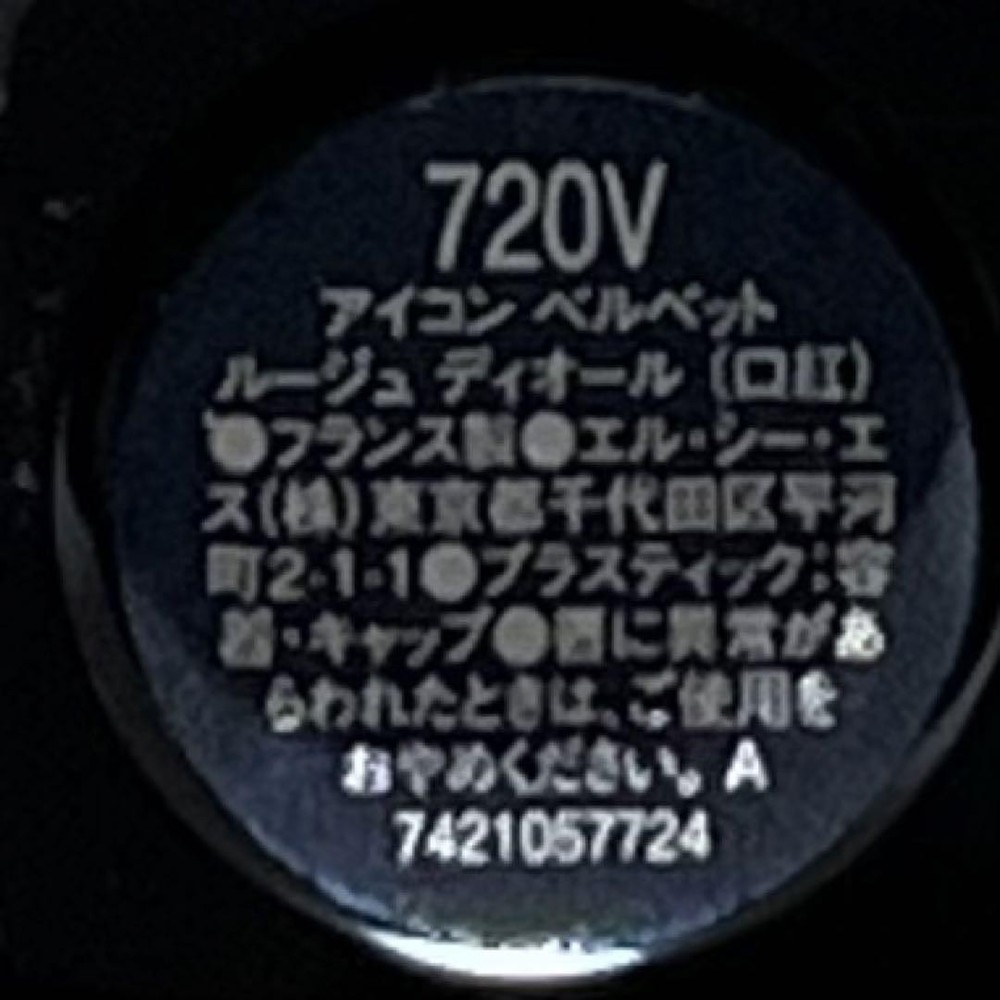 720V
アイコン ベルベット
ルージュ ディオール (口紅)
●フランス製●エル・シー・エ
ス(株)東京都千代田区平河
町2-1-1●プラスティック:容
器・キャップ●唇に異常があ
らわれたときは、ご使用を
おやめください。A
7421057724